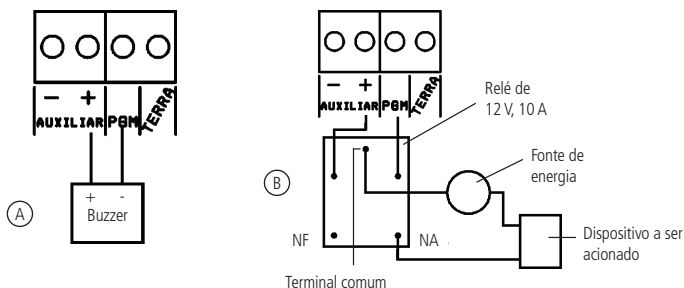 - +
AUXILIAR PGM TERRA
+ -
Buzzer
A
- +
AUXILIAR PGM TERRA
Relé de
12 V, 10 A
B
Fonte de
energia
NF
NA
Dispositivo a ser
acionado
Terminal comum